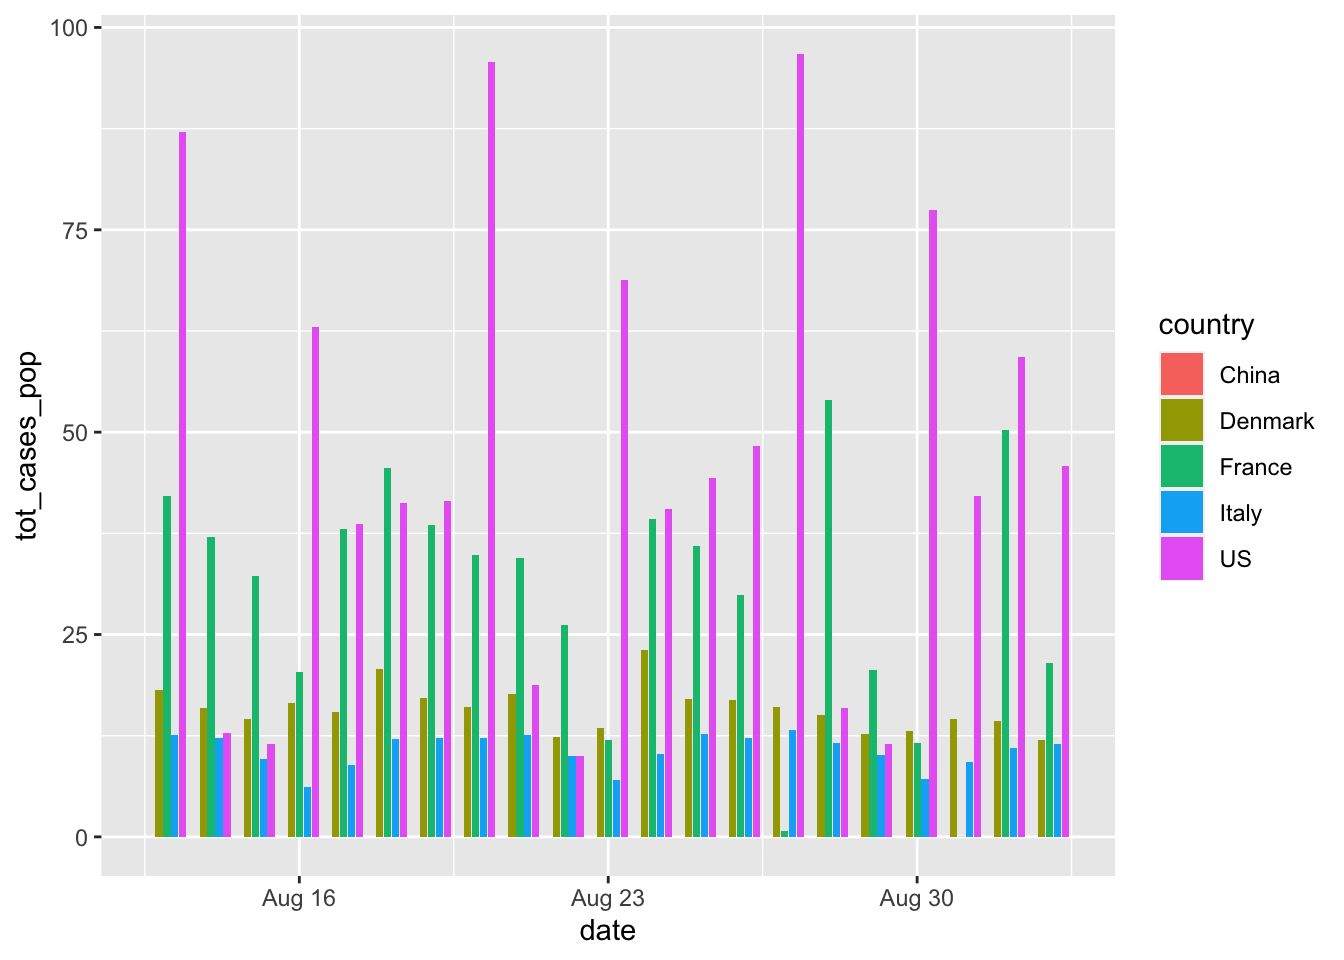 100
75
50
25
0
tot_cases_pop
Aug 16
Aug 23
Aug 30
date
country
China
Denmark
France
Italy
US